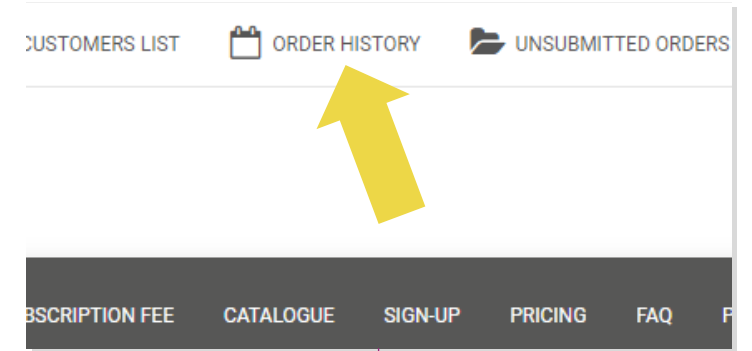 CUSTOMERS LIST ORDER HISTORY UNSUBMITTED ORDERS
BSCRIPTION FEE CATALOGUE SIGN-UP PRICING FAQ P